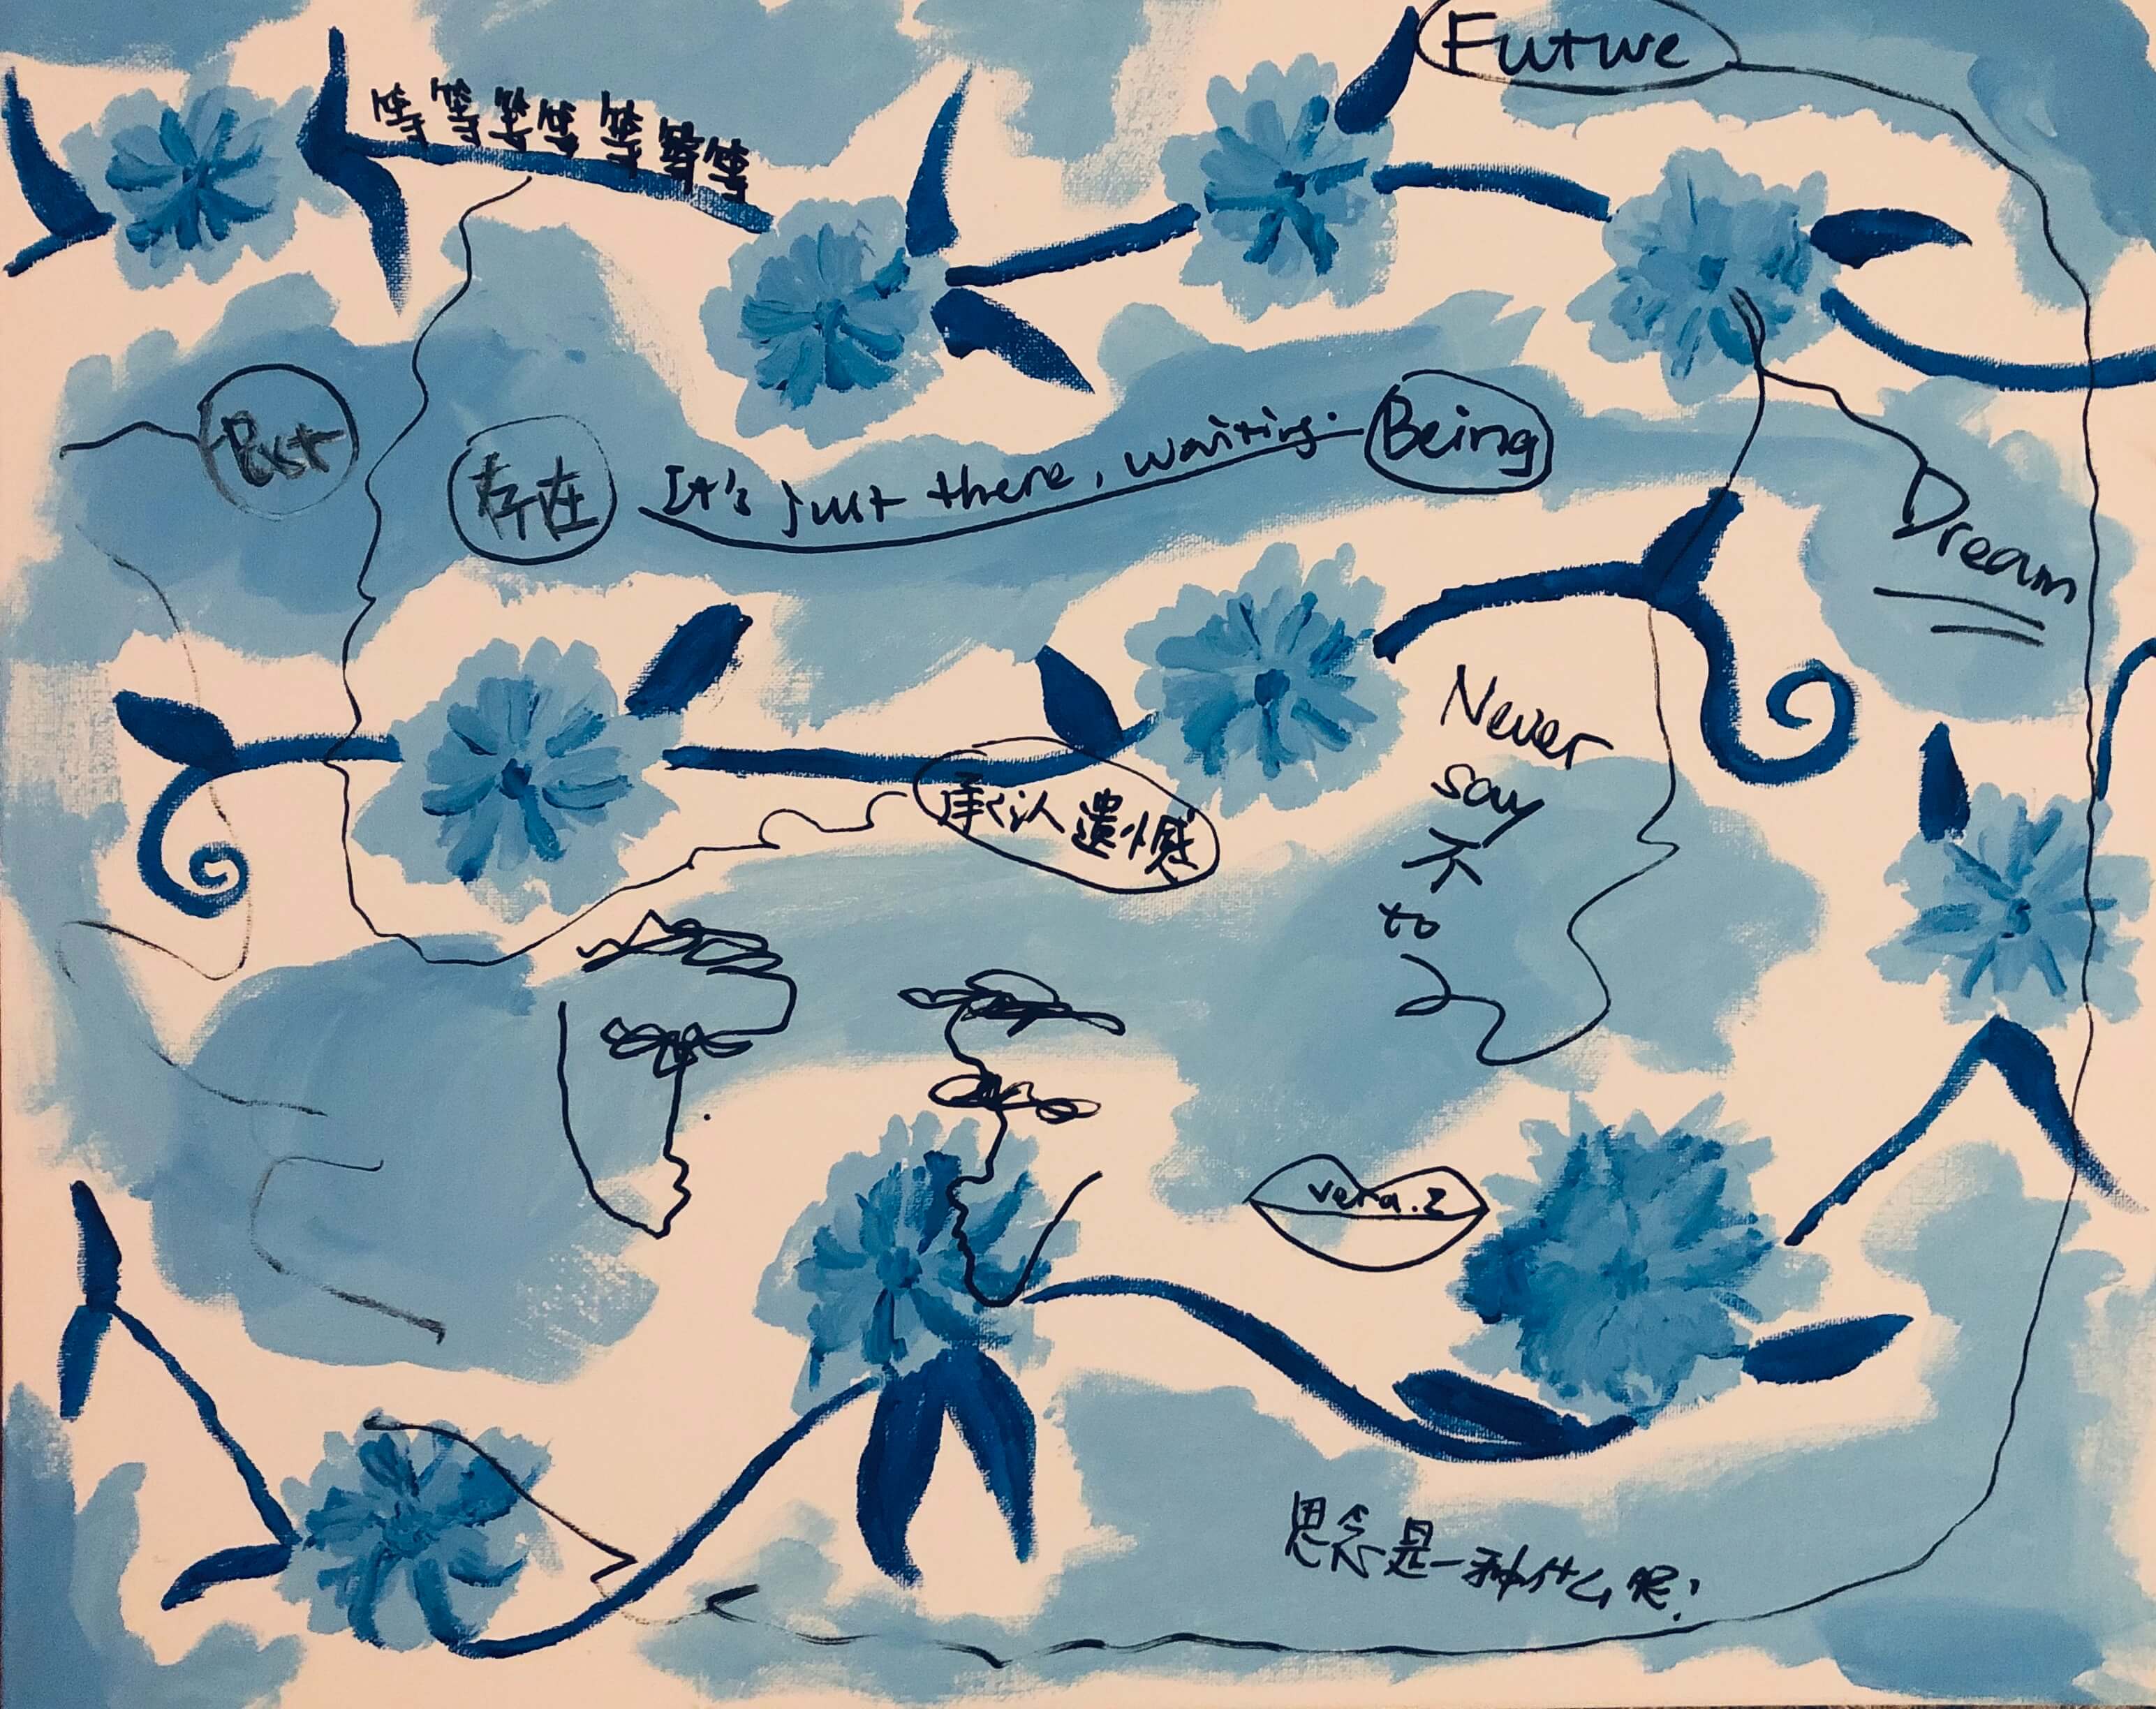 Future
等等等等等等等
Past
存在 It's just there, waiting. Being
Dream
Never
say
不
to
承认遗憾
vera.z
思念是一种什么呢?